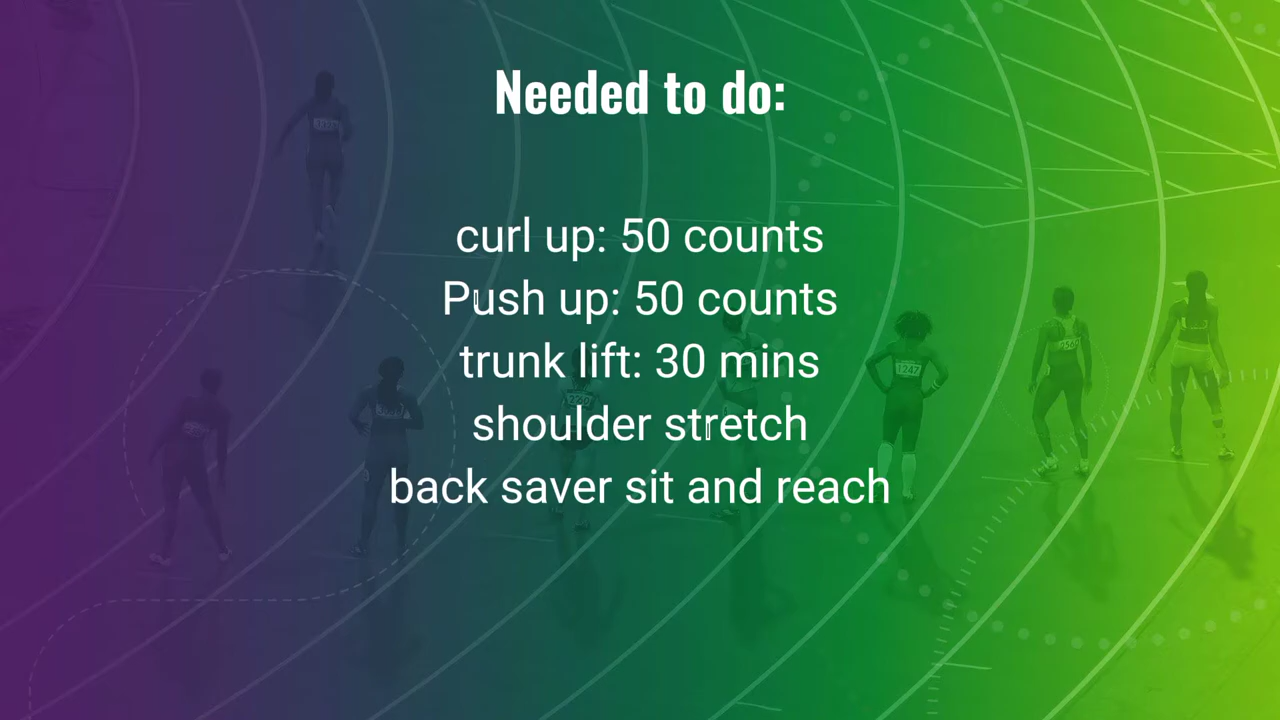 Needed to do:
curl up: 50 counts
Push up: 50 counts
trunk lift: 30 mins
shoulder stretch
back saver sit and reach
1247